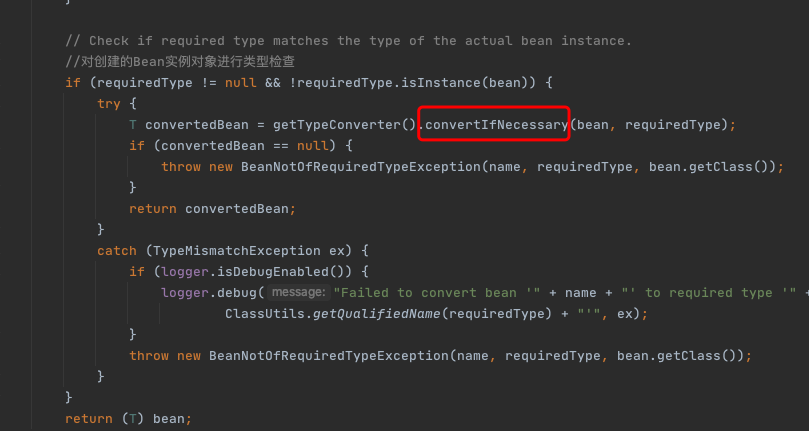 }
// Check if required type matches the type of the actual bean instance.
//对创建的Bean实例对象进行类型检查
if (requiredType != null && !requiredType.isInstance(bean)) {
try {
T convertedBean = getTypeConverter().convertIfNecessary(bean, requiredType);
if (convertedBean == null) {
throw new BeanNotOfRequiredTypeException(name, requiredType, bean.getClass());
}
return convertedBean;
}
catch (TypeMismatchException ex) {
if (logger.isDebugEnabled()) {
logger.debug( message: "Failed to convert bean '" + name + "' to required type '" +
ClassUtils.getQualifiedName(requiredType) + "'", ex);
}
throw new BeanNotOfRequiredTypeException(name, requiredType, bean.getClass());
}
}
return (T) bean;